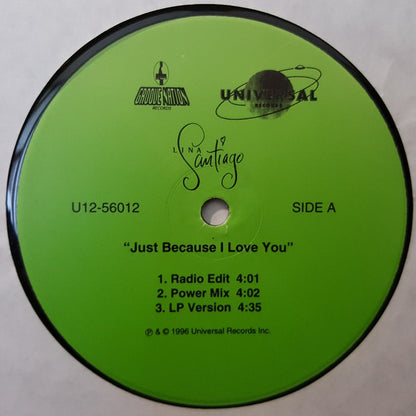 GROOVE NATION
RECORDS
UNIVERSAL
RECORDS
LINA
Santiago
U12-56012
SIDE A
“Just Because I Love You”
1. Radio Edit 4:01
2. Power Mix 4:02
3. LP Version 4:35
℗ & © 1996 Universal Records Inc.